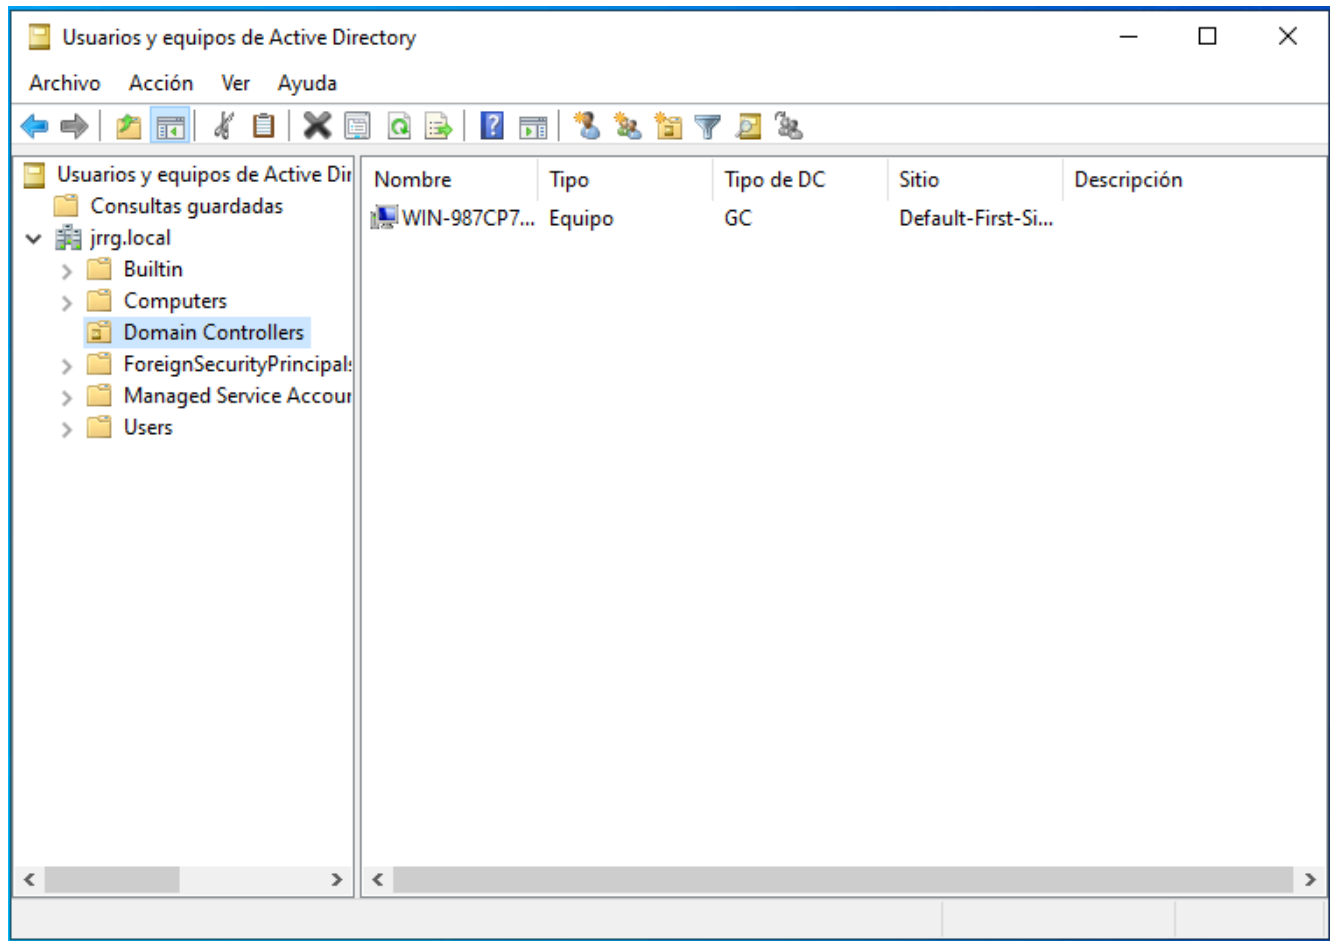 Usuarios y equipos de Active Directory
Archivo Acción Ver Ayuda
Usuarios y equipos de Active Dir
Consultas guardadas
jrrg.local
Builtin
Computers
Domain Controllers
ForeignSecurityPrincipals
Managed Service Accoun
Users
Nombre Tipo Tipo de DC Sitio Descripción
WIN-987CP7... Equipo GC Default-First-Si...